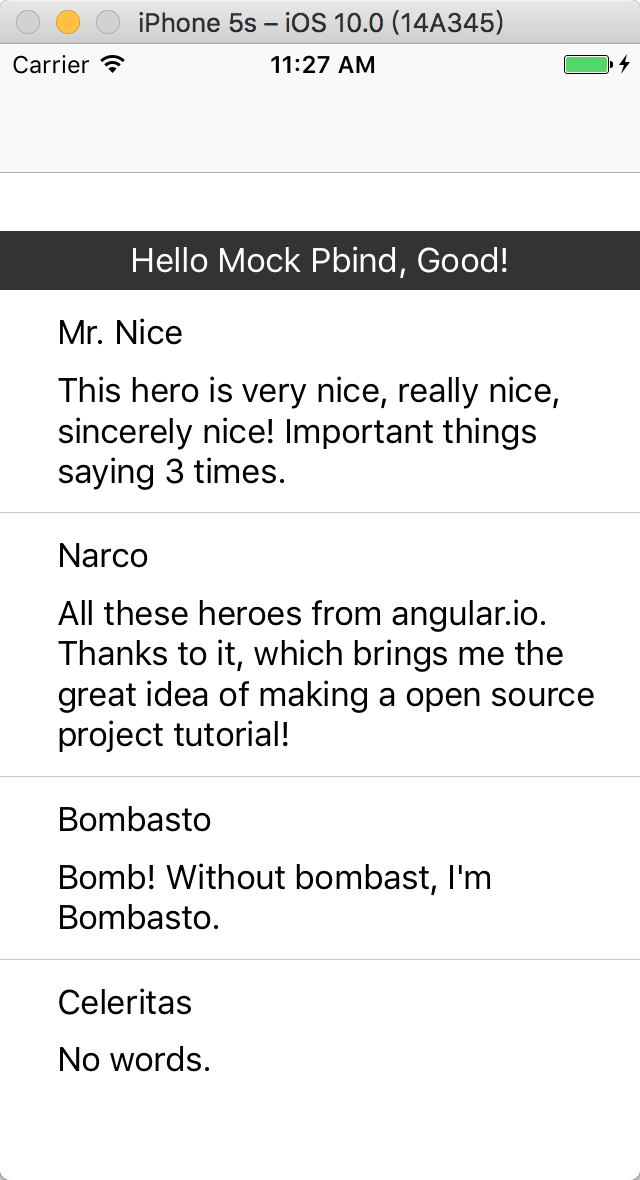 iPhone 5s – iOS 10.0 (14A345)
Carrier 11:27 AM
Hello Mock Pbind, Good!
Mr. Nice
This hero is very nice, really nice,
sincerely nice! Important things
saying 3 times.
Narco
All these heroes from angular.io.
Thanks to it, which brings me the
great idea of making a open source
project tutorial!
Bombasto
Bomb! Without bombast, I'm
Bombasto.
Celeritas
No words.